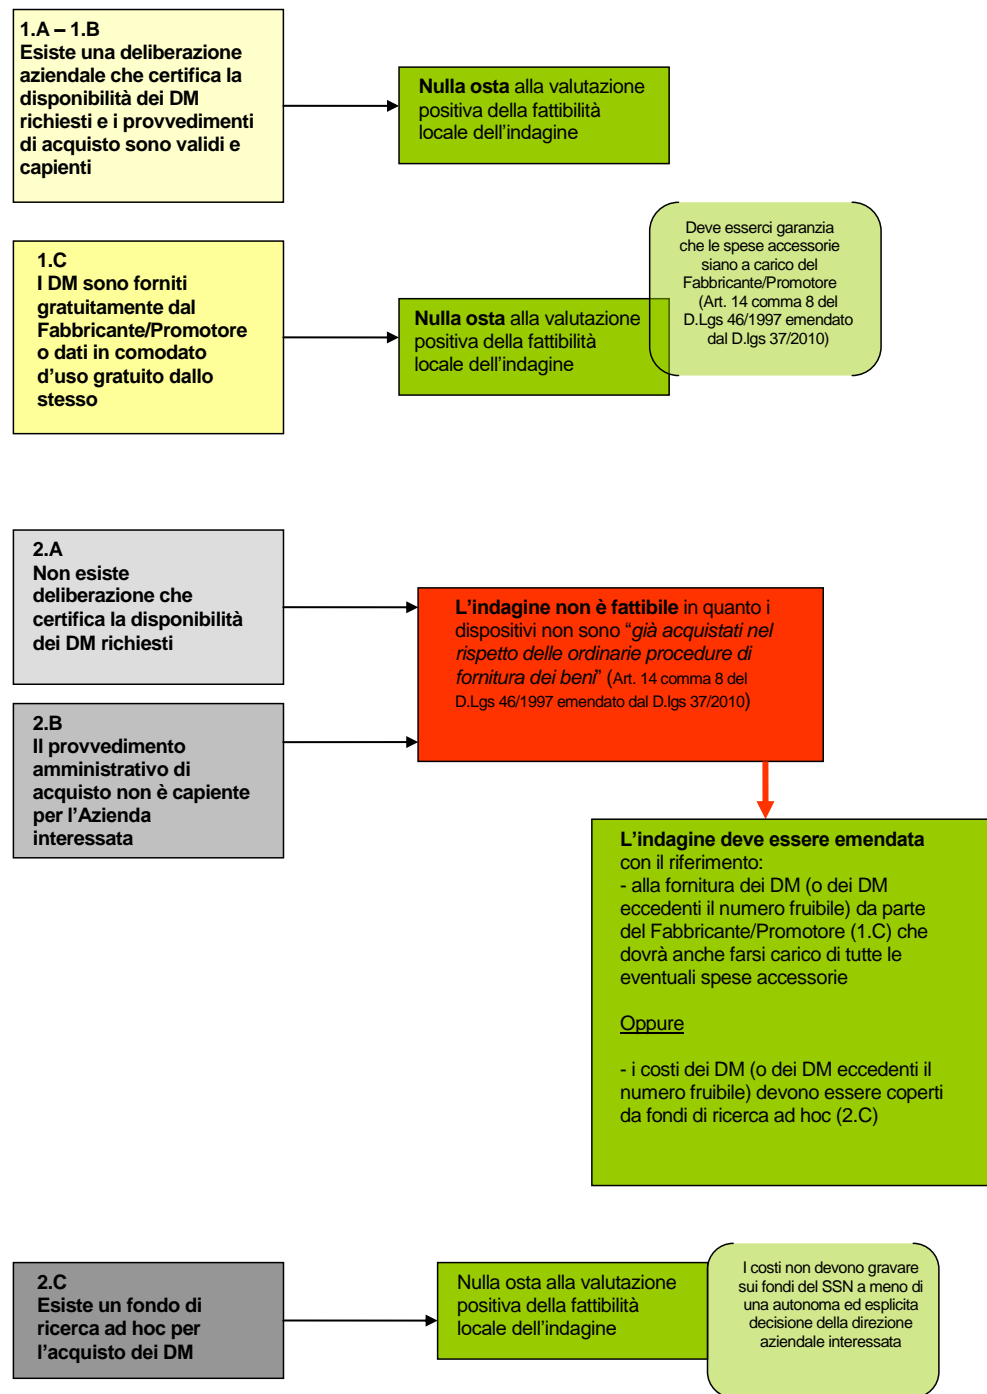 1.A – 1.B
Esiste una deliberazione
aziendale che certifica la
disponibilità dei DM
richiesti e i provvedimenti
di acquisto sono validi e
capienti
Nulla osta alla valutazione
positiva della fattibilità
locale dell'indagine
1.C
I DM sono forniti
gratuitamente dal
Fabbricante/Promotore
o dati in comodato
d'uso gratuito dallo
stesso
Nulla osta alla valutazione
positiva della fattibilità
locale dell'indagine
Deve esserci garanzia
che le spese accessorie
siano a carico del
Fabbricante/Promotore
(Art. 14 comma 8 del
D.Lgs 46/1997 emendato
dal D.lgs 37/2010)
2.A
Non esiste
deliberazione che
certifica la disponibilità
dei DM richiesti
2.B
Il provvedimento
amministrativo di
acquisto non è capiente
per l'Azienda
interessata
L'indagine non è fattibile in quanto i
dispositivi non sono "già acquistati nel
rispetto delle ordinarie procedure di
fornitura dei beni" (Art. 14 comma 8 del
D.Lgs 46/1997 emendato dal D.lgs 37/2010)
L'indagine deve essere emendata
con il riferimento:
- alla fornitura dei DM (o dei DM
eccedenti il numero fruibile) da parte
del Fabbricante/Promotore (1.C) che
dovrà anche farsi carico di tutte le
eventuali spese accessorie
Oppure
- i costi dei DM (o dei DM eccedenti il
numero fruibile) devono essere coperti
da fondi di ricerca ad hoc (2.C)
2.C
Esiste un fondo di
ricerca ad hoc per
l'acquisto dei DM
Nulla osta alla valutazione
positiva della fattibilità
locale dell'indagine
I costi non devono gravare
sui fondi del SSN a meno di
una autonoma ed esplicita
decisione della direzione
aziendale interessata